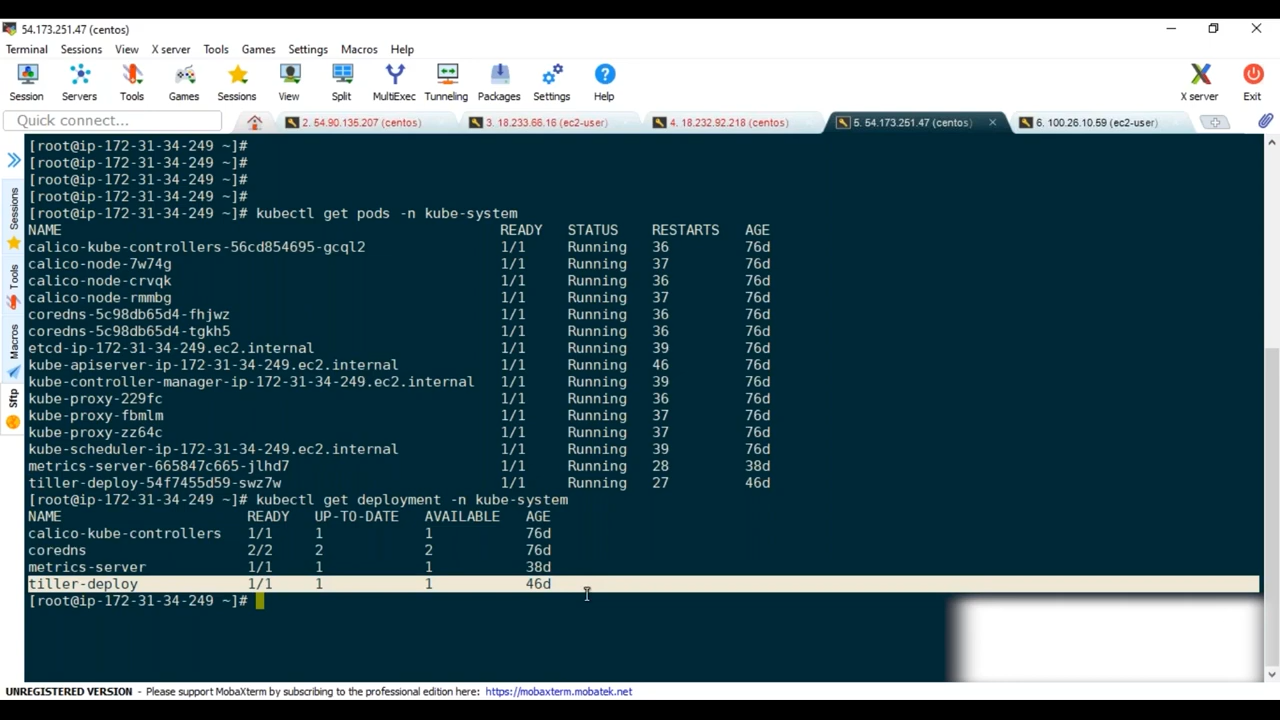 54.173.251.47 (centos)
Terminal Sessions View X server Tools Games Settings Macros Help
Session Servers Tools Games Sessions View Split MultiExec Tunneling Packages Settings Help X server Exit
Quick connect... 2. 54.90.135.207 (centos) 3. 18.233.66.16 (ec2-user) 4. 18.232.92.218 (centos) 5. 54.173.251.47 (centos) 6. 100.26.10.59 (ec2-user)
Sessions
Tools
Macros
Sftp
[root@ip-172-31-34-249 ~]#
[root@ip-172-31-34-249 ~]#
[root@ip-172-31-34-249 ~]#
[root@ip-172-31-34-249 ~]#
[root@ip-172-31-34-249 ~]# kubectl get pods -n kube-system
NAME READY STATUS RESTARTS AGE
calico-kube-controllers-56cd854695-gcql2 1/1 Running 36 76d
calico-node-7w74g 1/1 Running 37 76d
calico-node-crvqk 1/1 Running 36 76d
calico-node-rmmbg 1/1 Running 37 76d
coredns-5c98db65d4-fhjwz 1/1 Running 36 76d
coredns-5c98db65d4-tgkh5 1/1 Running 36 76d
etcd-ip-172-31-34-249.ec2.internal 1/1 Running 39 76d
kube-apiserver-ip-172-31-34-249.ec2.internal 1/1 Running 46 76d
kube-controller-manager-ip-172-31-34-249.ec2.internal 1/1 Running 39 76d
kube-proxy-229fc 1/1 Running 36 76d
kube-proxy-fbmlm 1/1 Running 37 76d
kube-proxy-zz64c 1/1 Running 37 76d
kube-scheduler-ip-172-31-34-249.ec2.internal 1/1 Running 39 76d
metrics-server-665847c665-jlhd7 1/1 Running 28 38d
tiller-deploy-54f7455d59-swz7w 1/1 Running 27 46d
[root@ip-172-31-34-249 ~]# kubectl get deployment -n kube-system
NAME READY UP-TO-DATE AVAILABLE AGE
calico-kube-controllers 1/1 1 1 76d
coredns 2/2 2 2 76d
metrics-server 1/1 1 1 38d
tiller-deploy 1/1 1 1 46d
[root@ip-172-31-34-249 ~]#
UNREGISTERED VERSION - Please support MobaXterm by subscribing to the professional edition here: https://mobaxterm.mobatek.net